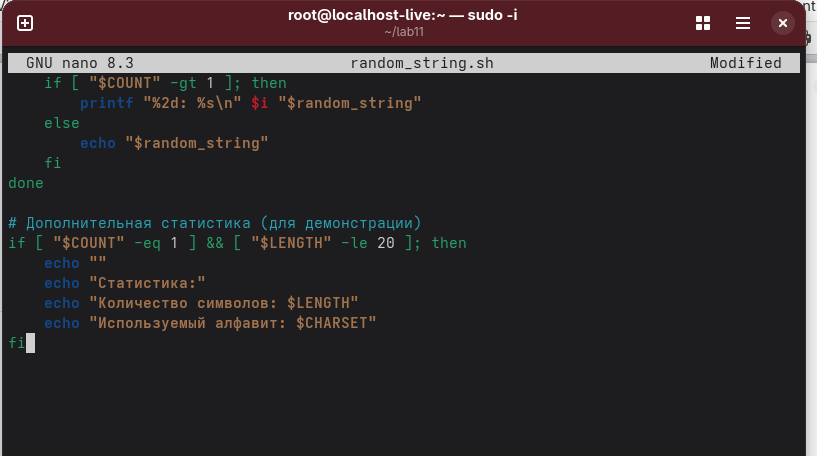 root@localhost-live:~ — sudo -i
~/lab11
GNU nano 8.3 random_string.sh Modified
    if [ "$COUNT" -gt 1 ]; then
        printf "%2d: %s\n" $i "$random_string"
    else
        echo "$random_string"
    fi
done

# Дополнительная статистика (для демонстрации)
if [ "$COUNT" -eq 1 ] && [ "$LENGTH" -le 20 ]; then
    echo ""
    echo "Статистика:"
    echo "Количество символов: $LENGTH"
    echo "Используемый алфавит: $CHARSET"
fi